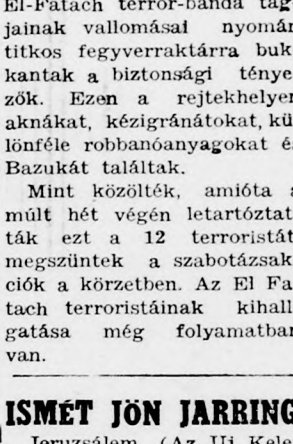 El-Fatach terror-banda tag
jainak vallomásai nyomán
titkos fegyverraktárra buk
kantak a biztonsági ténye
zők. Ezen a rejtekhelyen
aknákat, kézigránátokat, kü
lönféle robbanóanyagokat és
Bazukát találtak.
Mint közölték, amióta a
múlt hét végén letartóztat
ták ezt a 12 terroristát
megszüntek a szabotázsak
ciók a körzetben. Az El Fa
tach terroristáinak kihall
gatása még folyamatban
van.
ISMÉT JÖN JARRING
Jeruzsálem. (Az Uj Kele